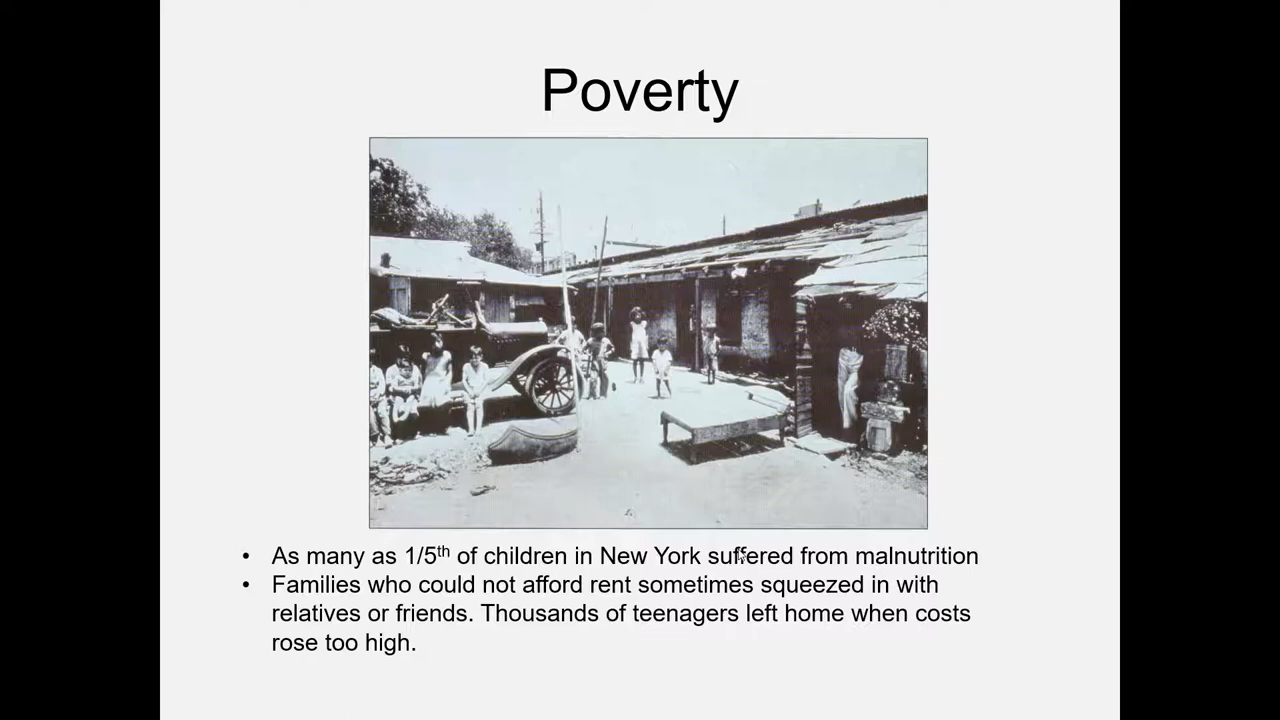 Poverty
• As many as 1/5th of children in New York suffered from malnutrition
• Families who could not afford rent sometimes squeezed in with
relatives or friends. Thousands of teenagers left home when costs
rose too high.